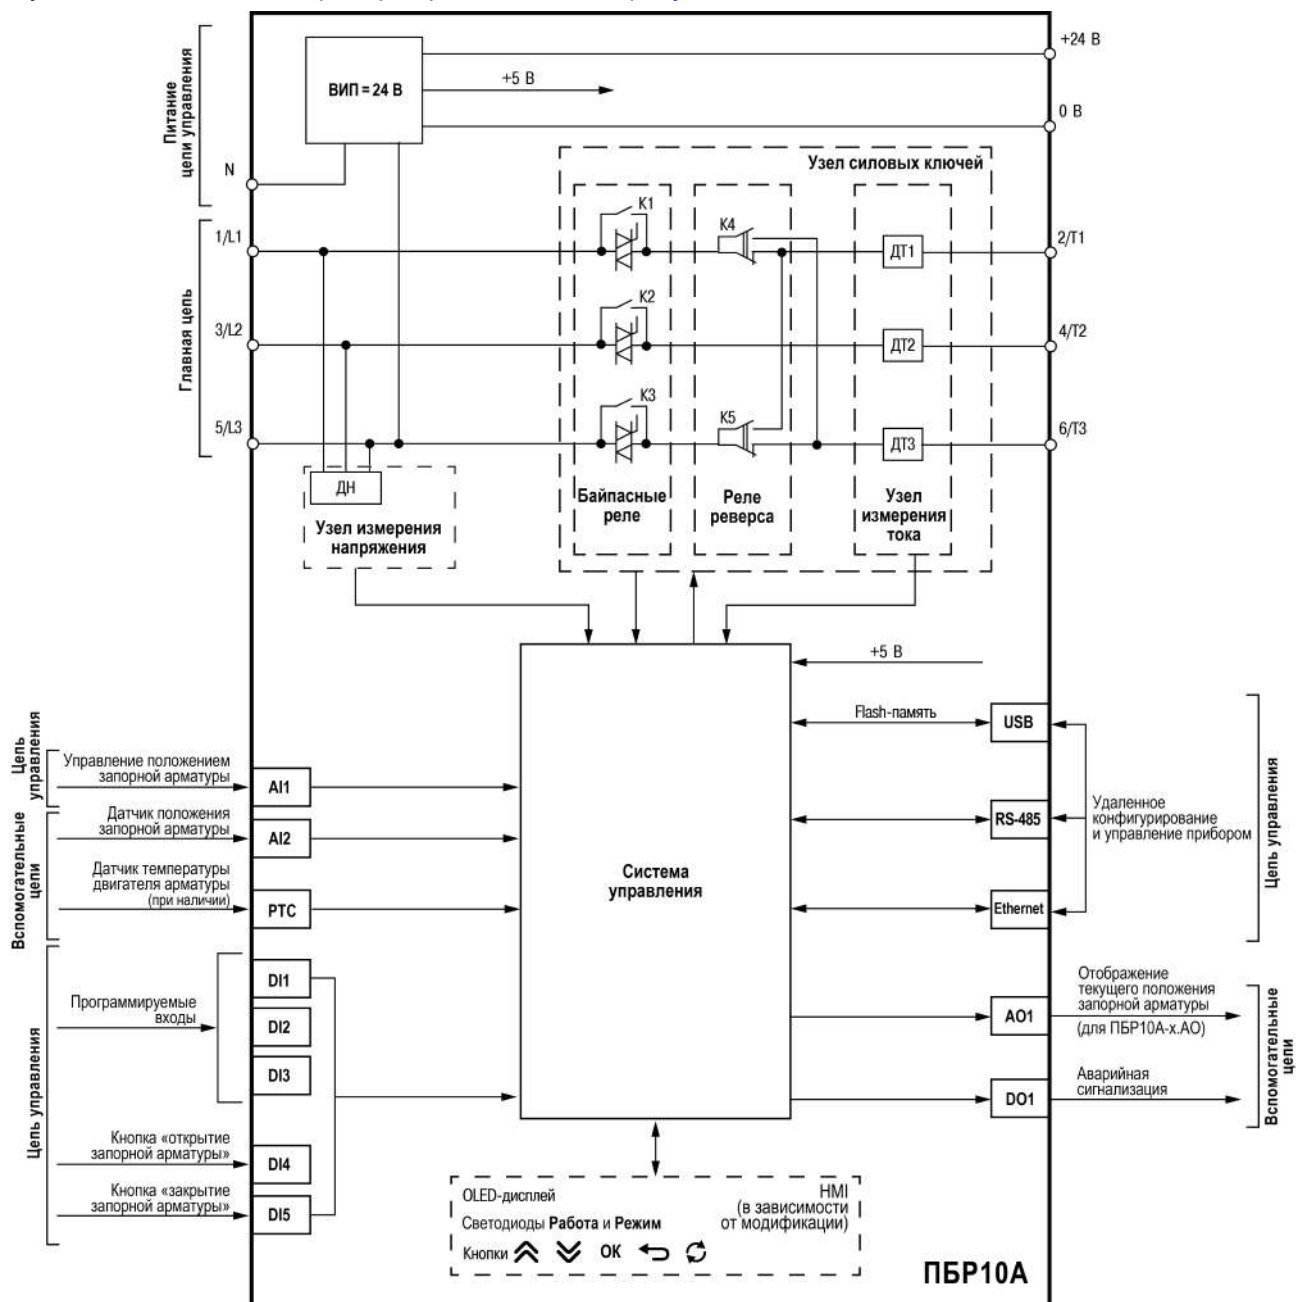 +24 В
ВИП = 24 В
+5 В
0 В
Питание
цепи управления
N
Узел силовых ключей
K1
K4
1/L1
ДТ1
2/T1
K2
3/L2
ДТ2
4/T2
Главная цепь
K3
K5
5/L3
ДТ3
6/T3
ДН
Узел измерения
напряжения
Байпасные
реле
Реле
реверса
Узел
измерения
тока
+5 В
Flash-память
USB
Цепь
управления
Управление положением
запорной арматуры
AI1
Датчик положения
запорной арматуры
AI2
Вспомогательные
цепи
Датчик температуры
двигателя арматуры
(при наличии)
PTC
Система
управления
RS-485
Удаленное
конфигурирование
и управление прибором
Цепь управления
Ethernet
DI1
Программируемые
входы
DI2
DI3
Цепь управления
Кнопка «открытие
запорной арматуры»
DI4
Кнопка «закрытие
запорной арматуры»
DI5
AO1
Отображение
текущего положения
запорной арматуры
(для ПБР10А-х.АО)
DO1
Аварийная
сигнализация
Вспомогательные
цепи
OLED-дисплей
HMI
(в зависимости
от модификации)
Светодиоды Работа и Режим
Кнопки OK
ПБР10А